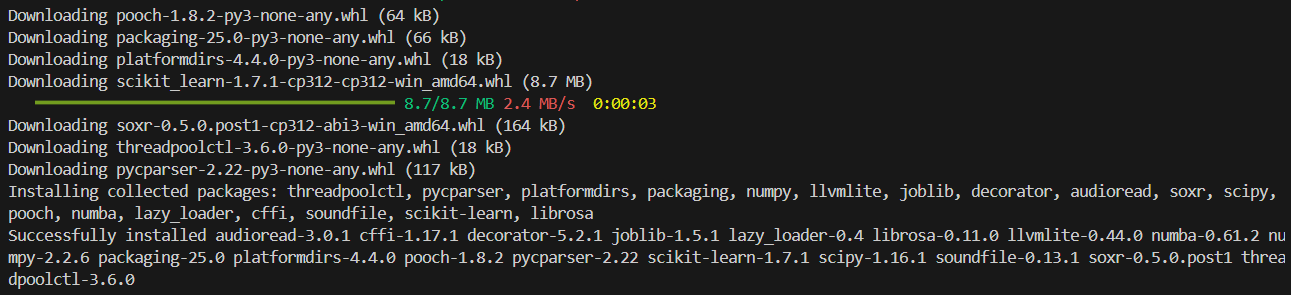 Downloading pooch-1.8.2-py3-none-any.whl (64 kB)
Downloading packaging-25.0-py3-none-any.whl (66 kB)
Downloading platformdirs-4.4.0-py3-none-any.whl (18 kB)
Downloading scikit_learn-1.7.1-cp312-cp312-win_amd64.whl (8.7 MB)
8.7/8.7 MB 2.4 MB/s 0:00:03
Downloading soxr-0.5.0.post1-cp312-abi3-win_amd64.whl (164 kB)
Downloading threadpoolctl-3.6.0-py3-none-any.whl (18 kB)
Downloading pycparser-2.22-py3-none-any.whl (117 kB)
Installing collected packages: threadpoolctl, pycparser, platformdirs, packaging, numpy, llvmlite, joblib, decorator, audioread, soxr, scipy,
pooch, numba, lazy_loader, cffi, soundfile, scikit-learn, librosa
Successfully installed audioread-3.0.1 cffi-1.17.1 decorator-5.2.1 joblib-1.5.1 lazy_loader-0.4 librosa-0.11.0 llvmlite-0.44.0 numba-0.61.2 nu
mpy-2.2.6 packaging-25.0 platformdirs-4.4.0 pooch-1.8.2 pycparser-2.22 scikit-learn-1.7.1 scipy-1.16.1 soundfile-0.13.1 soxr-0.5.0.post1 threa
dpoolctl-3.6.0